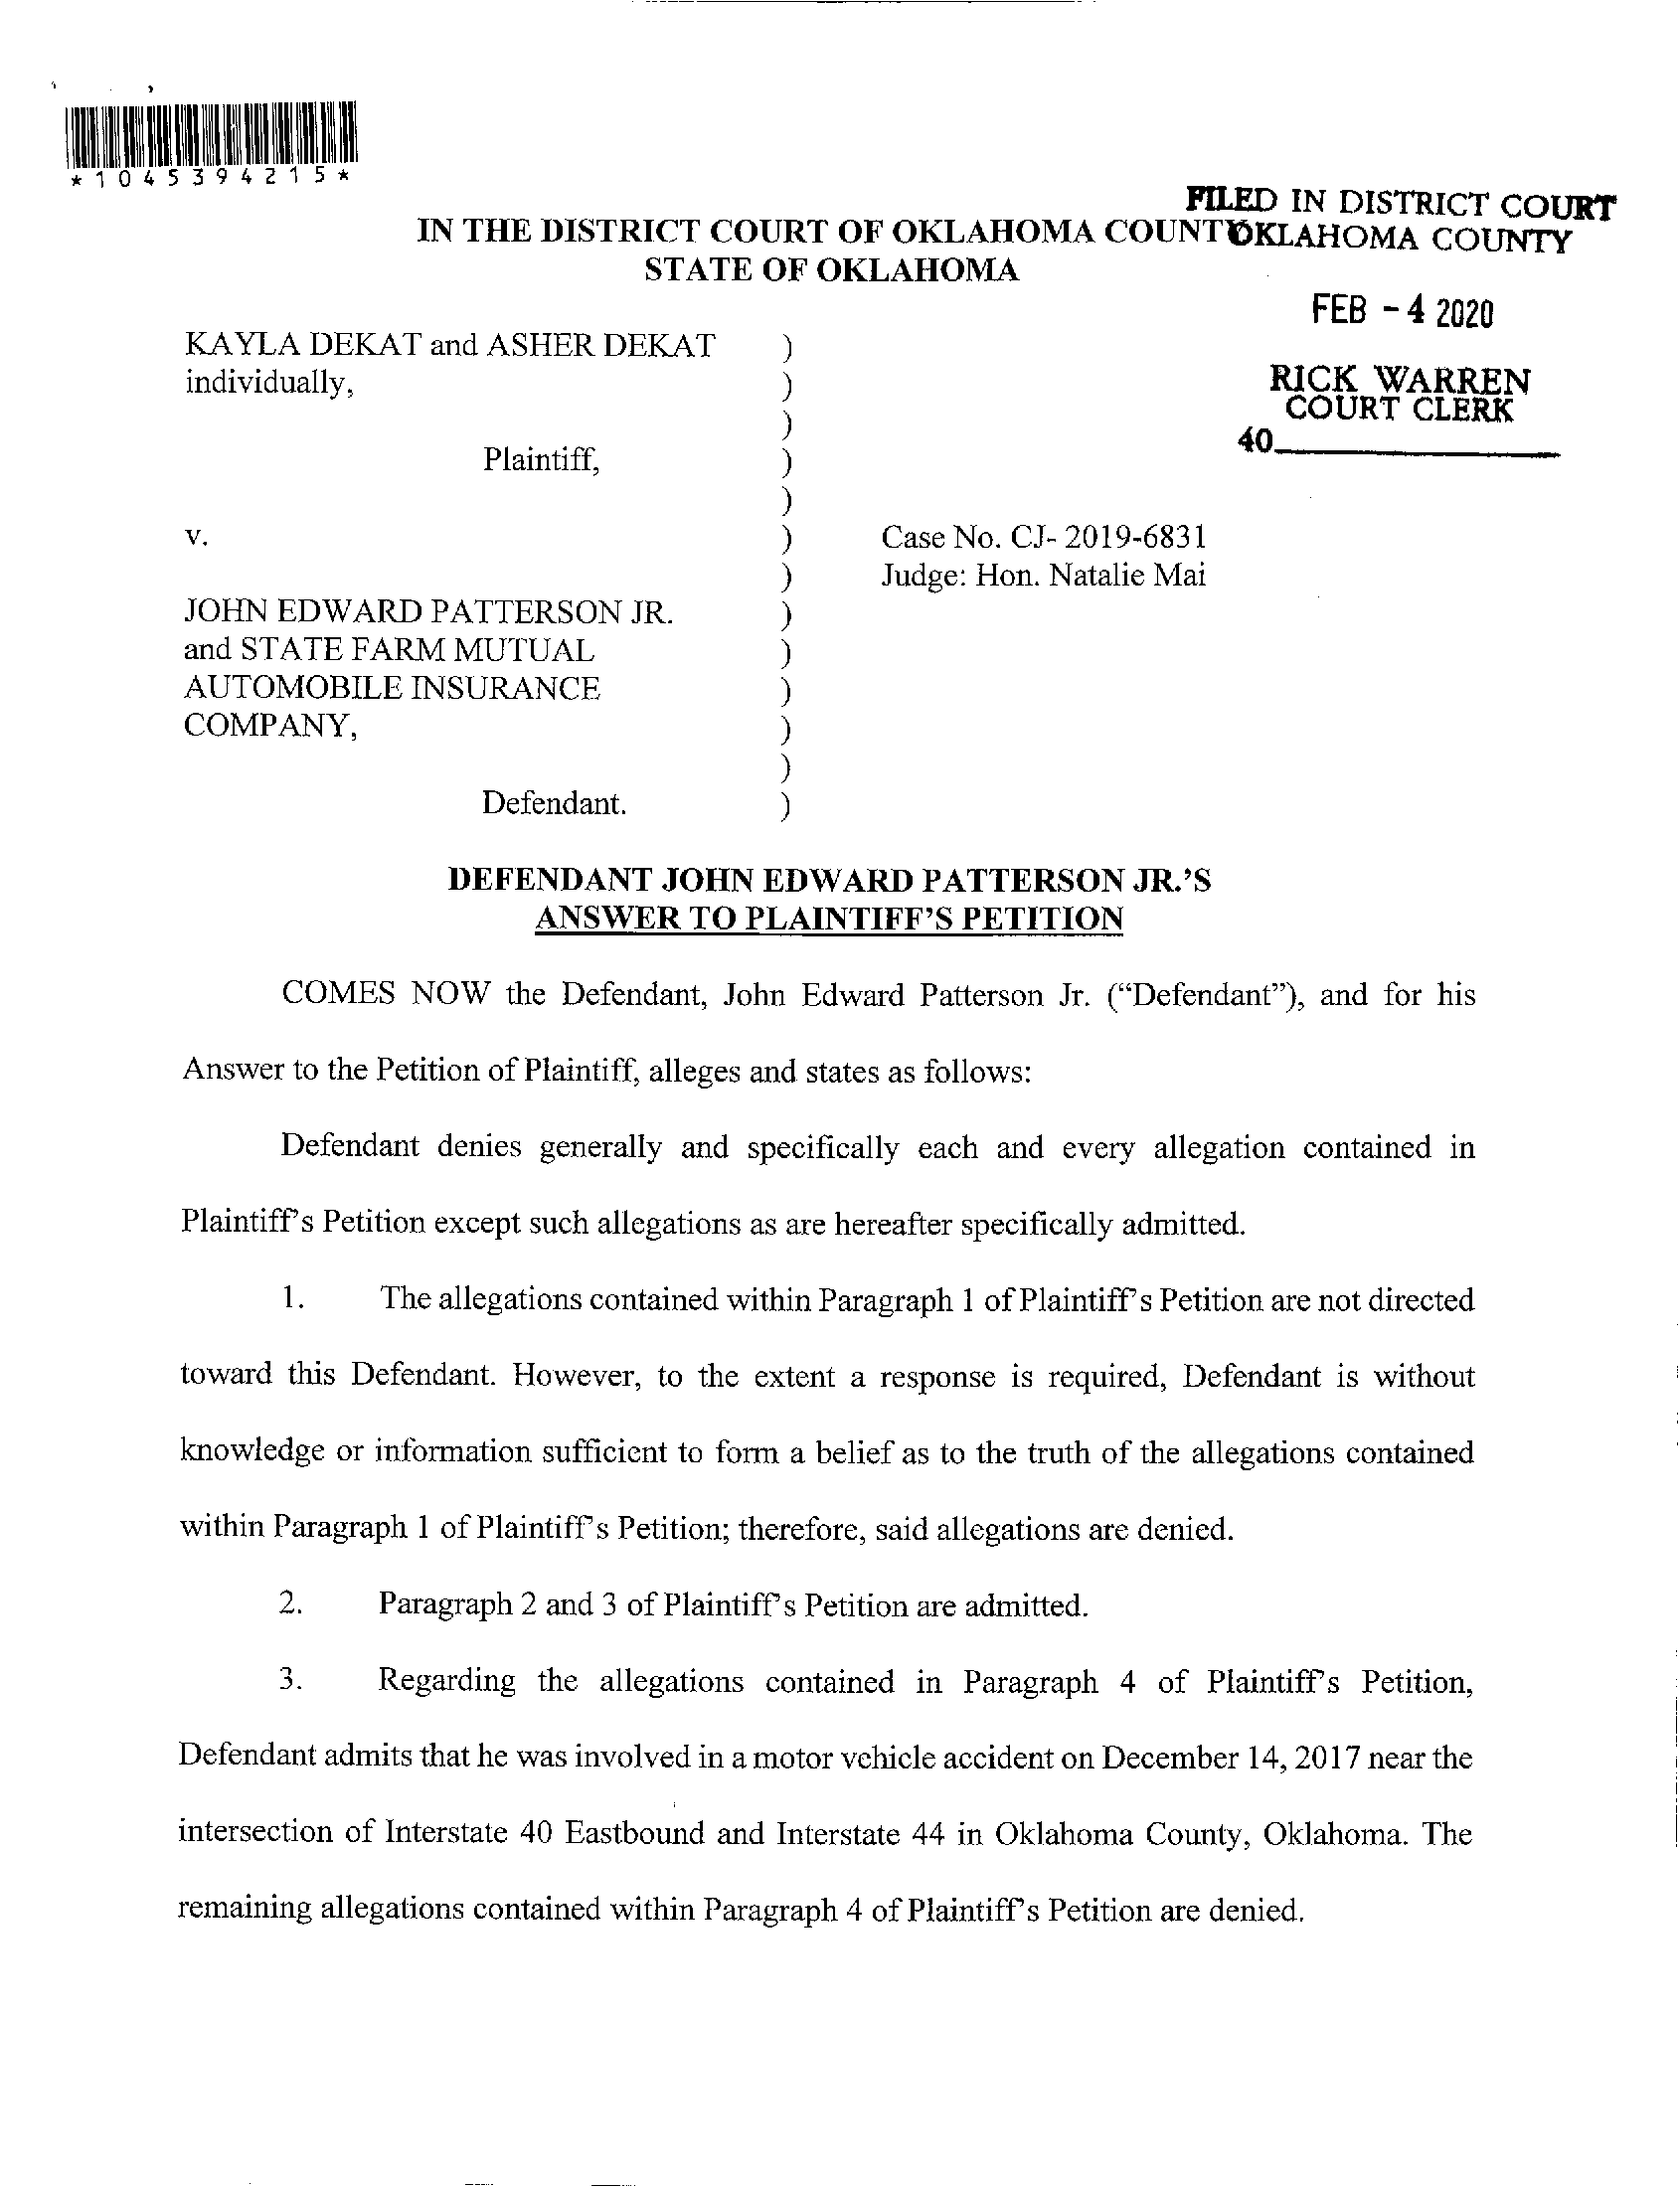 *1045394215*
FILED IN DISTRICT COURT
OKLAHOMA COUNTY
IN THE DISTRICT COURT OF OKLAHOMA COUNTY
STATE OF OKLAHOMA
FEB -4 2020
RICK WARREN
COURT CLERK
40
KAYLA DEKAT and ASHER DEKAT )
individually, )
)
Plaintiff, )
)
v. ) Case No. CJ- 2019-6831
) Judge: Hon. Natalie Mai
JOHN EDWARD PATTERSON JR. )
and STATE FARM MUTUAL )
AUTOMOBILE INSURANCE )
COMPANY, )
)
Defendant. )
DEFENDANT JOHN EDWARD PATTERSON JR.'S
ANSWER TO PLAINTIFF'S PETITION
COMES NOW the Defendant, John Edward Patterson Jr. ("Defendant"), and for his
Answer to the Petition of Plaintiff, alleges and states as follows:
Defendant denies generally and specifically each and every allegation contained in
Plaintiff's Petition except such allegations as are hereafter specifically admitted.
1. The allegations contained within Paragraph 1 of Plaintiff's Petition are not directed
toward this Defendant. However, to the extent a response is required, Defendant is without
knowledge or information sufficient to form a belief as to the truth of the allegations contained
within Paragraph 1 of Plaintiff's Petition; therefore, said allegations are denied.
2. Paragraph 2 and 3 of Plaintiff's Petition are admitted.
3. Regarding the allegations contained in Paragraph 4 of Plaintiff's Petition,
Defendant admits that he was involved in a motor vehicle accident on December 14, 2017 near the
intersection of Interstate 40 Eastbound and Interstate 44 in Oklahoma County, Oklahoma. The
remaining allegations contained within Paragraph 4 of Plaintiff's Petition are denied.